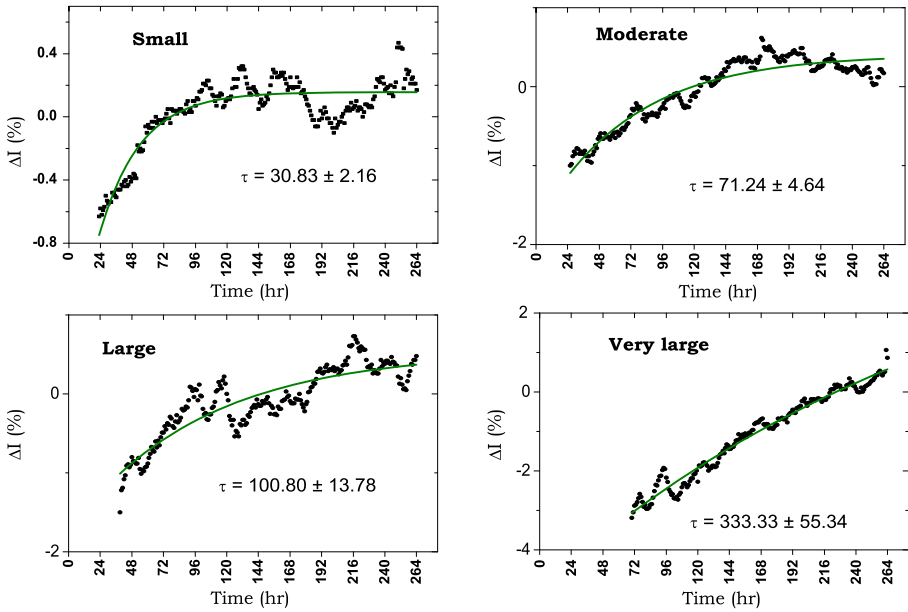 Small
ΔI (%)
0.4
0.0
-0.4
-0.8
τ = 30.83 ± 2.16
0 24 48 72 96 120 144 168 192 216 240 264
Time (hr)
Moderate
ΔI (%)
0
-2
τ = 71.24 ± 4.64
0 24 48 72 96 120 144 168 192 216 240 264
Time (hr)
Large
ΔI (%)
0
-2
τ = 100.80 ± 13.78
0 24 48 72 96 120 144 168 192 216 240 264
Time (hr)
Very large
ΔI (%)
2
0
-2
-4
τ = 333.33 ± 55.34
0 24 48 72 96 120 144 168 192 216 240 264
Time (hr)